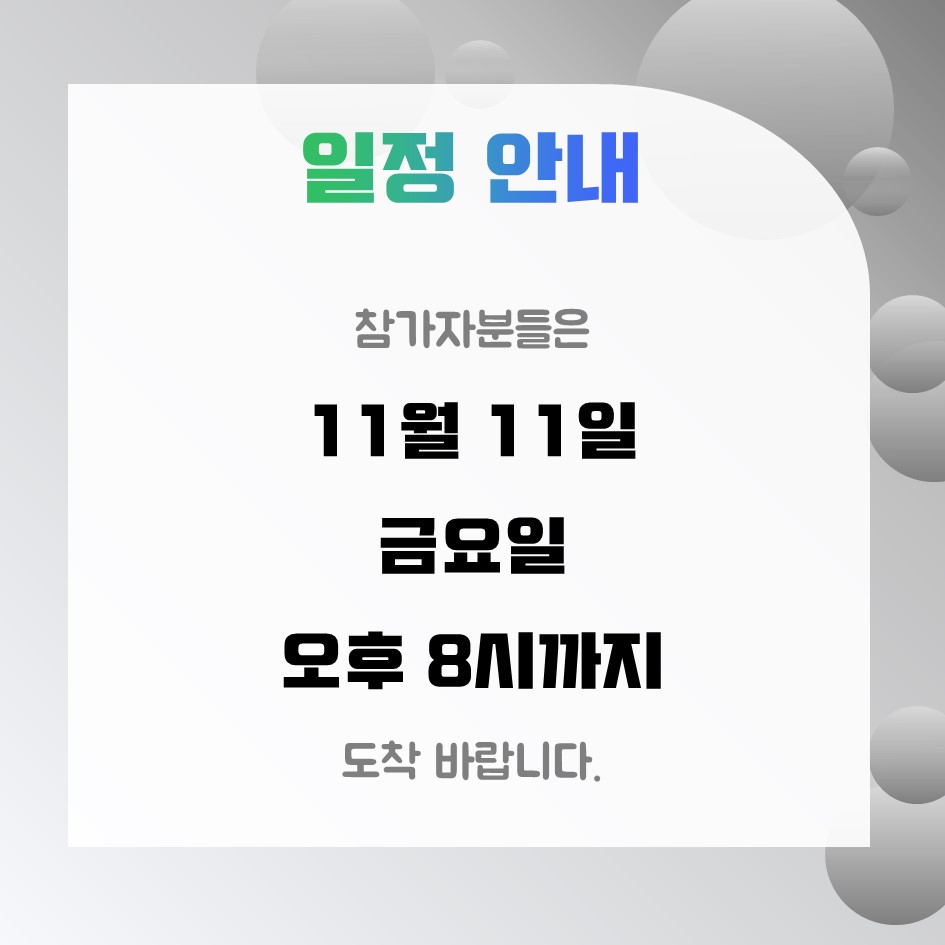 일정 안내
참가자분들은
11월 11일
금요일
오후 8시까지
도착 바랍니다.